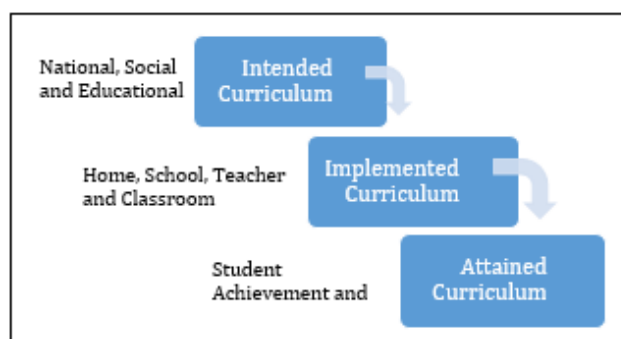 National, Social
and Educational
Intended
Curriculum
Home, School, Teacher
and Classroom
Implemented
Curriculum
Student
Achievement and
Attained
Curriculum